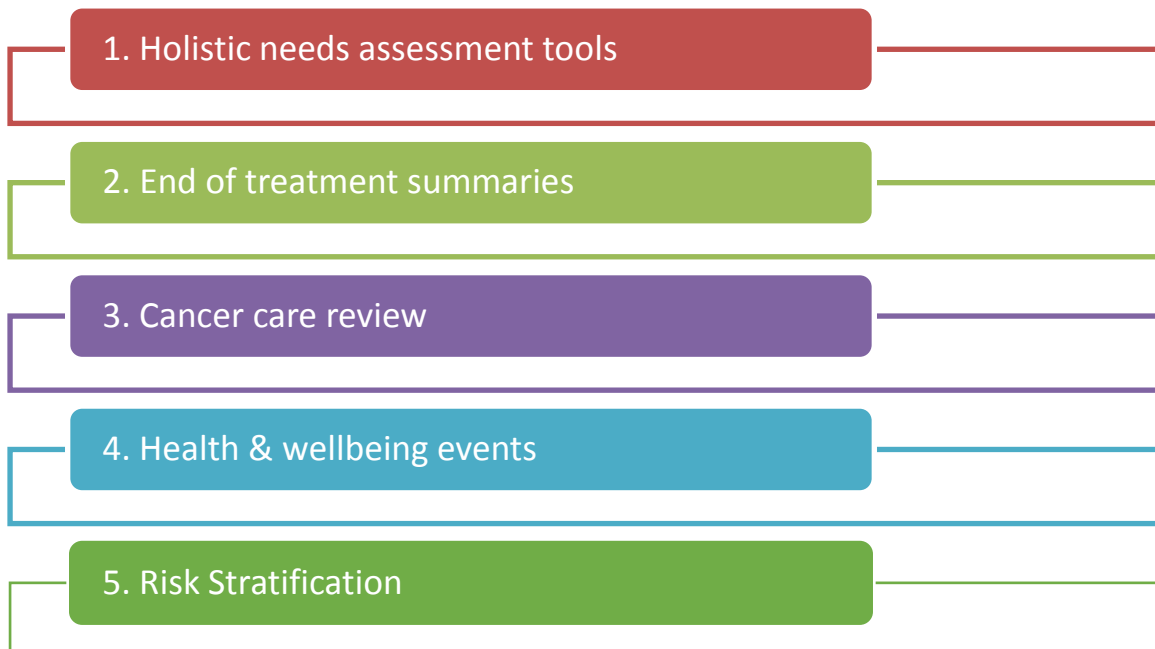 1. Holistic needs assessment tools
2. End of treatment summaries
3. Cancer care review
4. Health & wellbeing events
5. Risk Stratification